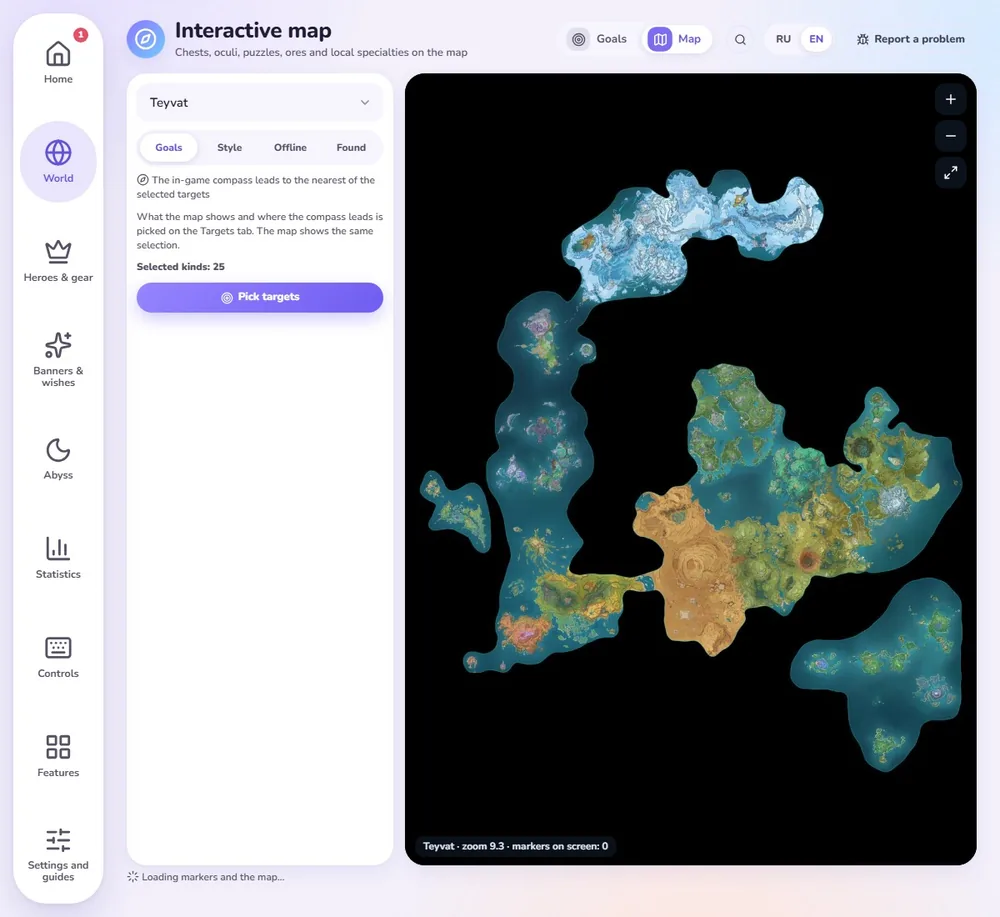 1
Home
World
Heroes & gear
Banners &
wishes
Abyss
Statistics
Controls
Features
Settings and
guides
Interactive map
Chests, oculi, puzzles, ores and local specialties on the map
Goals
Map
RU
EN
Report a problem
Teyvat
Goals
Style
Offline
Found
The in-game compass leads to the nearest of the
selected targets
What the map shows and where the compass leads is
picked on the Targets tab. The map shows the same
selection.
Selected kinds: 25
Pick targets
+
−
Teyvat · zoom 9.3 · markers on screen: 0
Loading markers and the map...